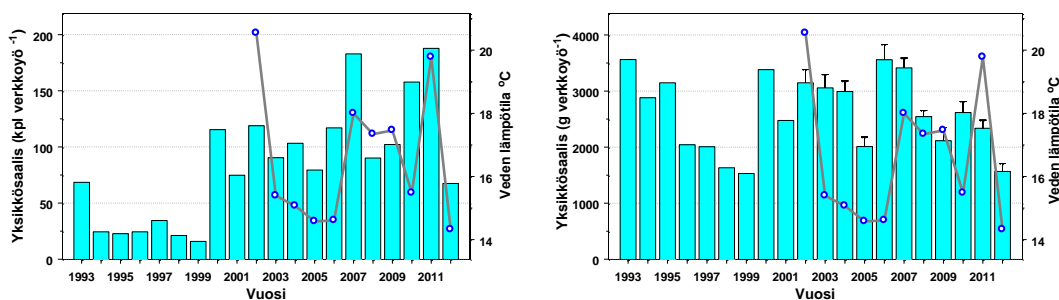 Yksikkösaalis (kpl verkkoyö -1)
200
150
100
50
0
1993 1995 1997 1999 2001 2003 2005 2007 2009 2011
Vuosi
20
18
16
14
Veden lämpötila ºC
Yksikkösaalis (g verkkoyö-1)
4000
3000
2000
1000
0
1993 1995 1997 1999 2001 2003 2005 2007 2009 2011
Vuosi
20
18
16
14
Veden lämpötila ºC